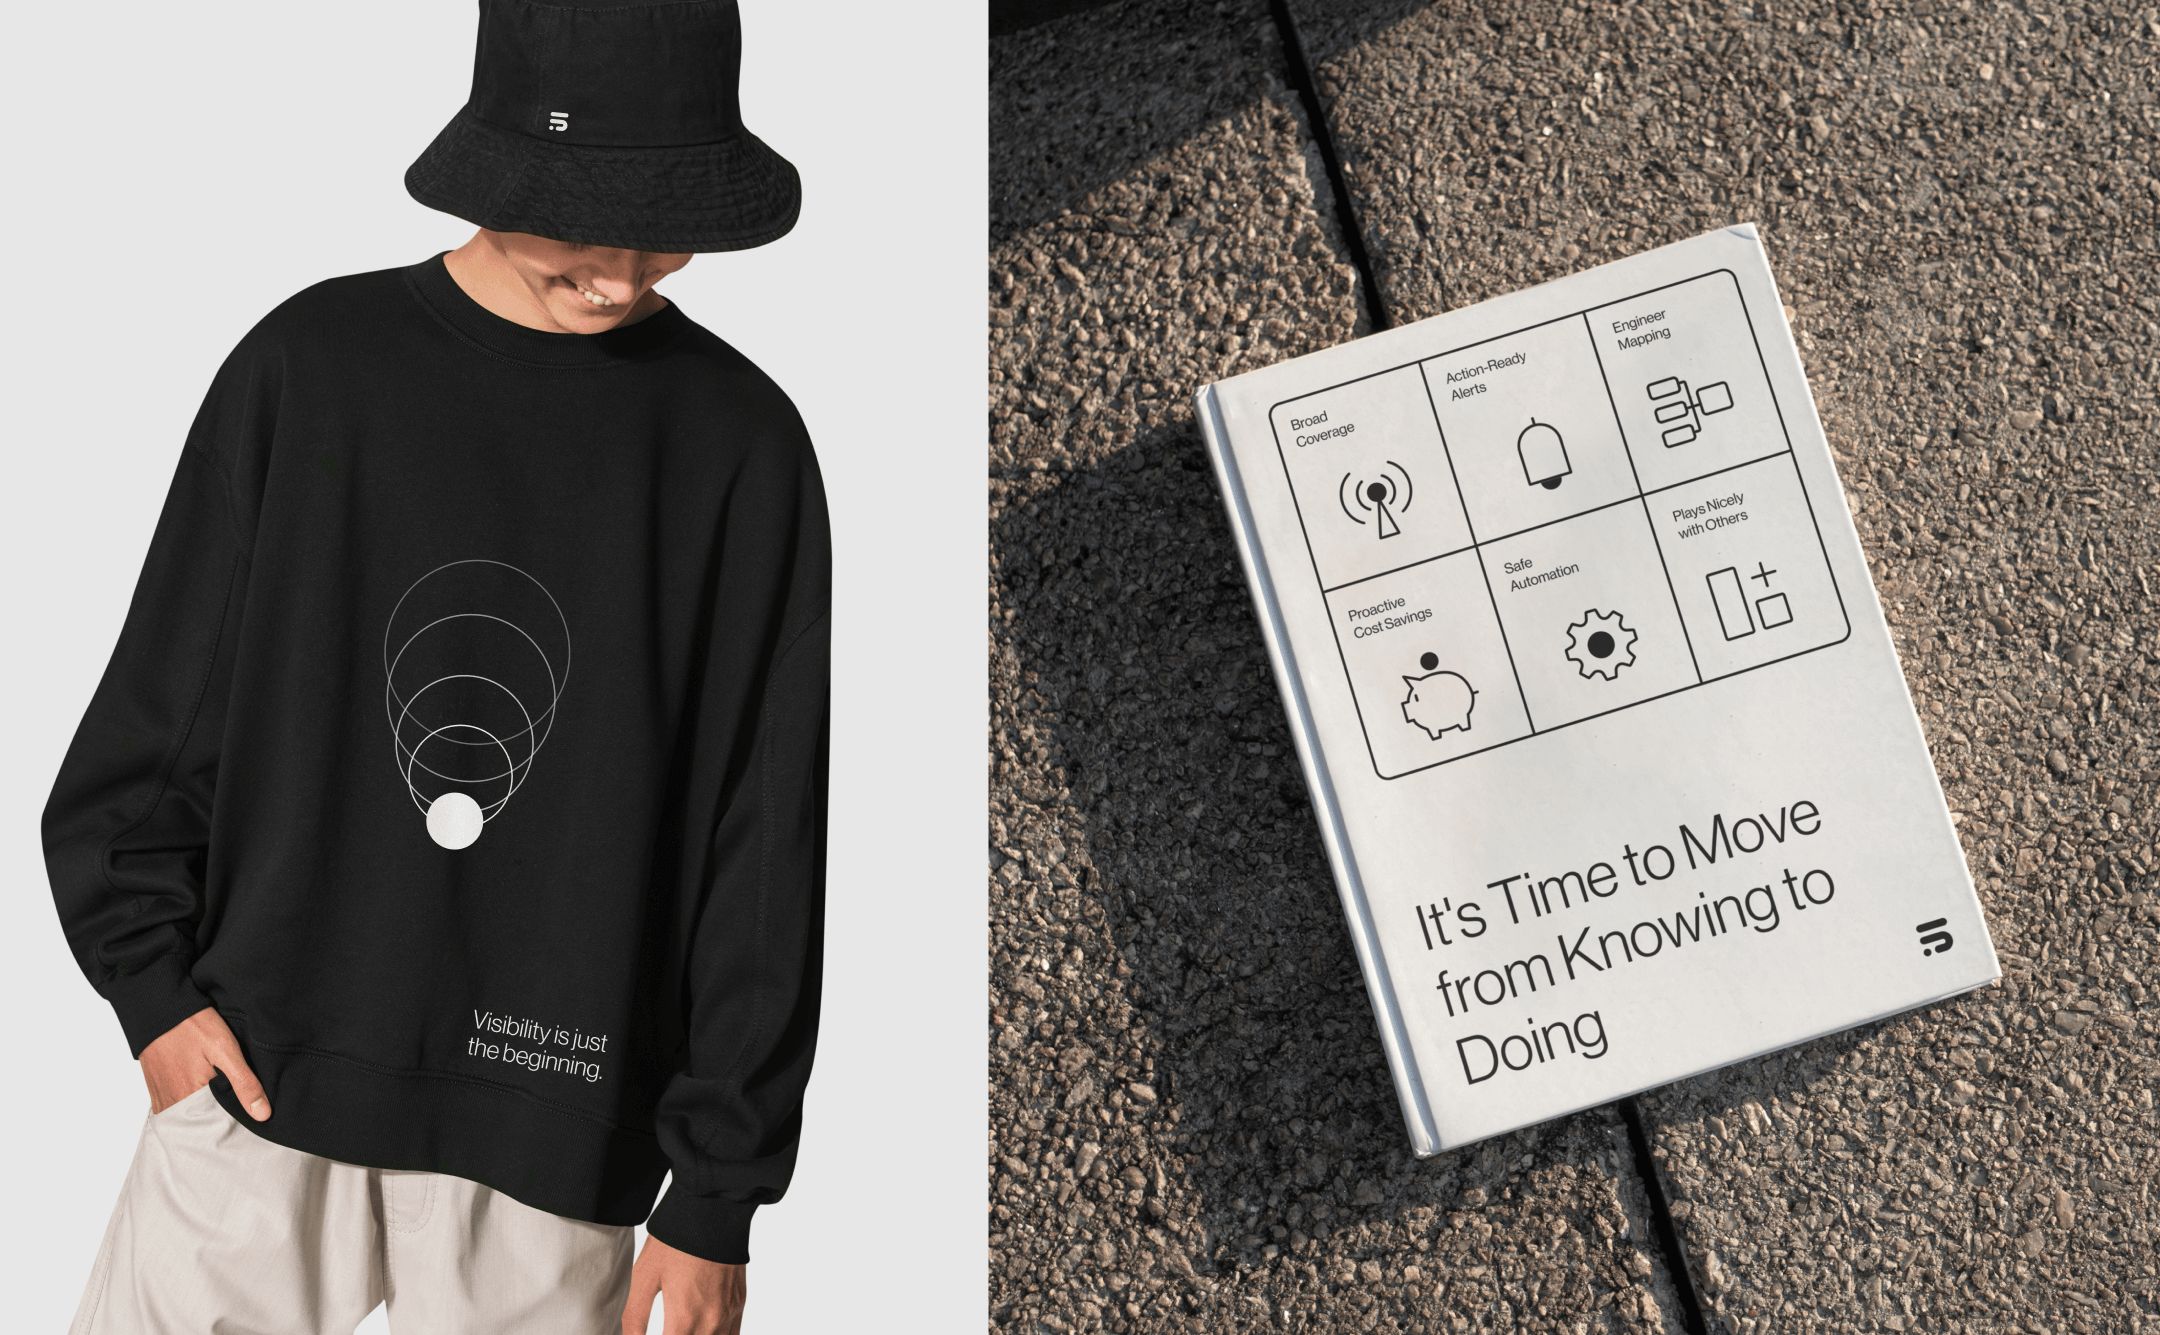 Visibility is just
the beginning.
Broad
Coverage
Action-Ready
Alerts
Engineer
Mapping
Proactive
Cost Savings
Safe
Automation
Plays Nicely
with Others
It's Time to Move
from Knowing to
Doing